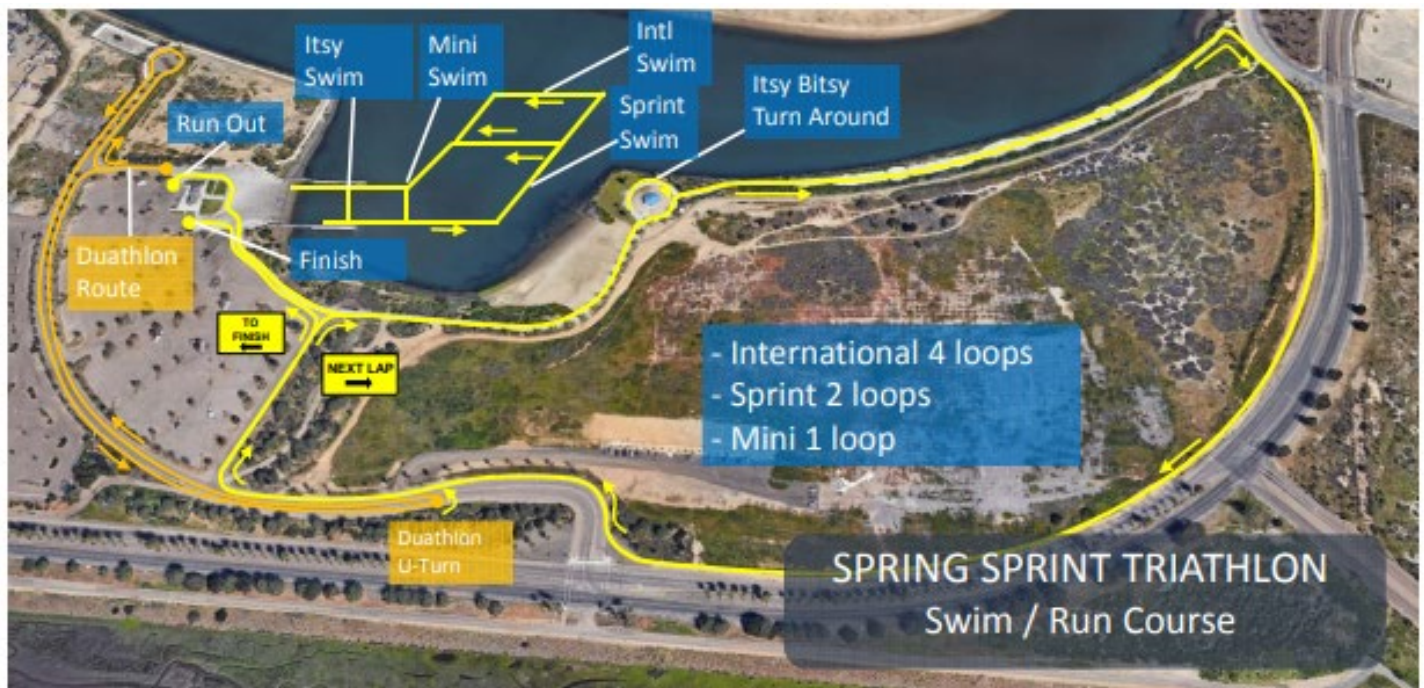 Itsy
Swim
Mini
Swim
Intl
Swim
Itsy Bitsy
Turn Around
Sprint
Swim
Run Out
Duathlon
Route
Finish
TO
FINISH
NEXT LAP
- International 4 loops
- Sprint 2 loops
- Mini 1 loop
Duathlon
U-Turn
SPRING SPRINT TRIATHLON
Swim / Run Course